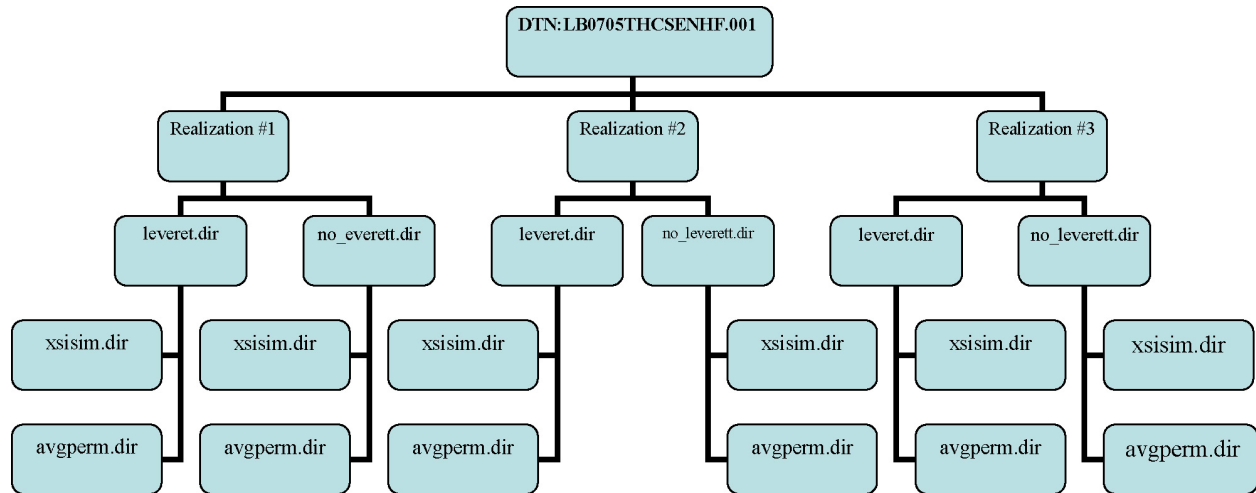 DTN:LB0705THCSENHF.001
Realization #1
Realization #2
Realization #3
leveret.dir
no_everett.dir
leveret.dir
no_leverett.dir
leveret.dir
no_leverett.dir
xsisim.dir
xsisim.dir
xsisim.dir
xsisim.dir
xsisim.dir
xsisim.dir
avgperm.dir
avgperm.dir
avgperm.dir
avgperm.dir
avgperm.dir
avgperm.dir